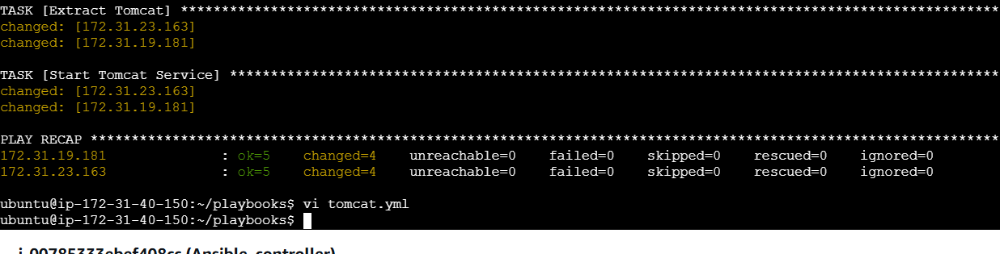 TASK [Extract Tomcat] *****************************************************************************************************
changed: [172.31.23.163]
changed: [172.31.19.181]
TASK [Start Tomcat Service] ***********************************************************************************************
changed: [172.31.23.163]
changed: [172.31.19.181]
PLAY RECAP ****************************************************************************************************************
172.31.19.181 : ok=5 changed=4 unreachable=0 failed=0 skipped=0 rescued=0 ignored=0
172.31.23.163 : ok=5 changed=4 unreachable=0 failed=0 skipped=0 rescued=0 ignored=0
ubuntu@ip-172-31-40-150:~/playbooks$ vi tomcat.yml
ubuntu@ip-172-31-40-150:~/playbooks$
i-00785333ebef408cs (Ansible_controller)